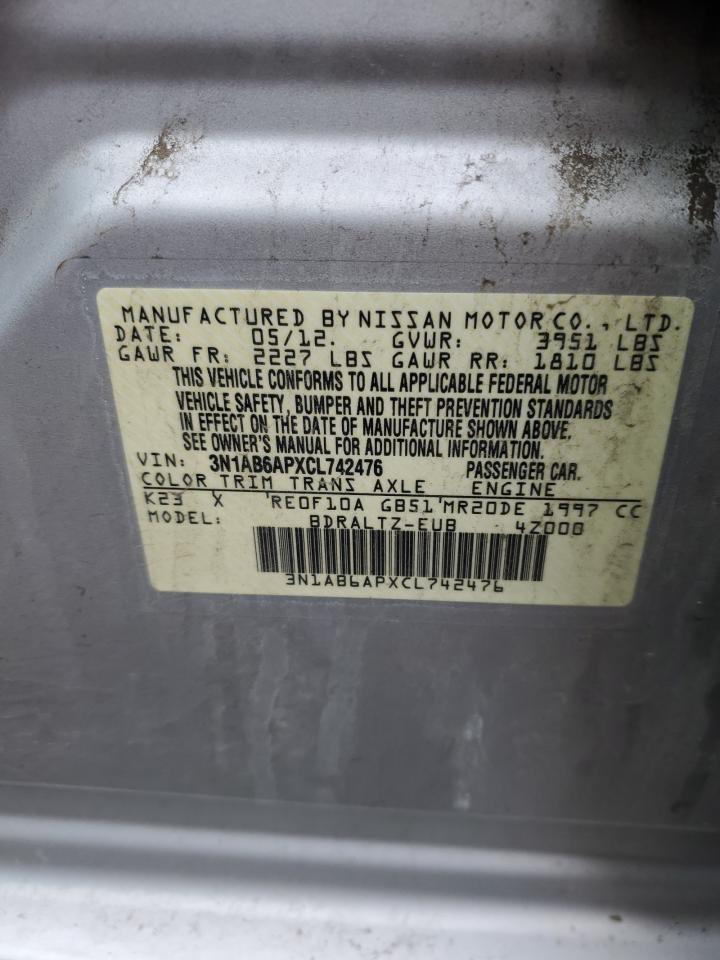 MANUFACTURED BY NISSAN MOTOR CO., LTD.
DATE: 05/12. GVWR: 3951 LBS
GAWR FR: 2227 LBS GAWR RR: 1810 LBS
THIS VEHICLE CONFORMS TO ALL APPLICABLE FEDERAL MOTOR
VEHICLE SAFETY, BUMPER AND THEFT PREVENTION STANDARDS
IN EFFECT ON THE DATE OF MANUFACTURE SHOWN ABOVE.
SEE OWNER'S MANUAL FOR ADDITIONAL INFORMATION.
VIN: 3N1AB6APXCL742476 PASSENGER CAR.
COLOR TRIM TRANS AXLE ENGINE
K23 X RE0F10A GB51 MR20DE 1997 CC
MODEL: BDRALTZ-EUB 4Z000
3N1AB6APXCL742476